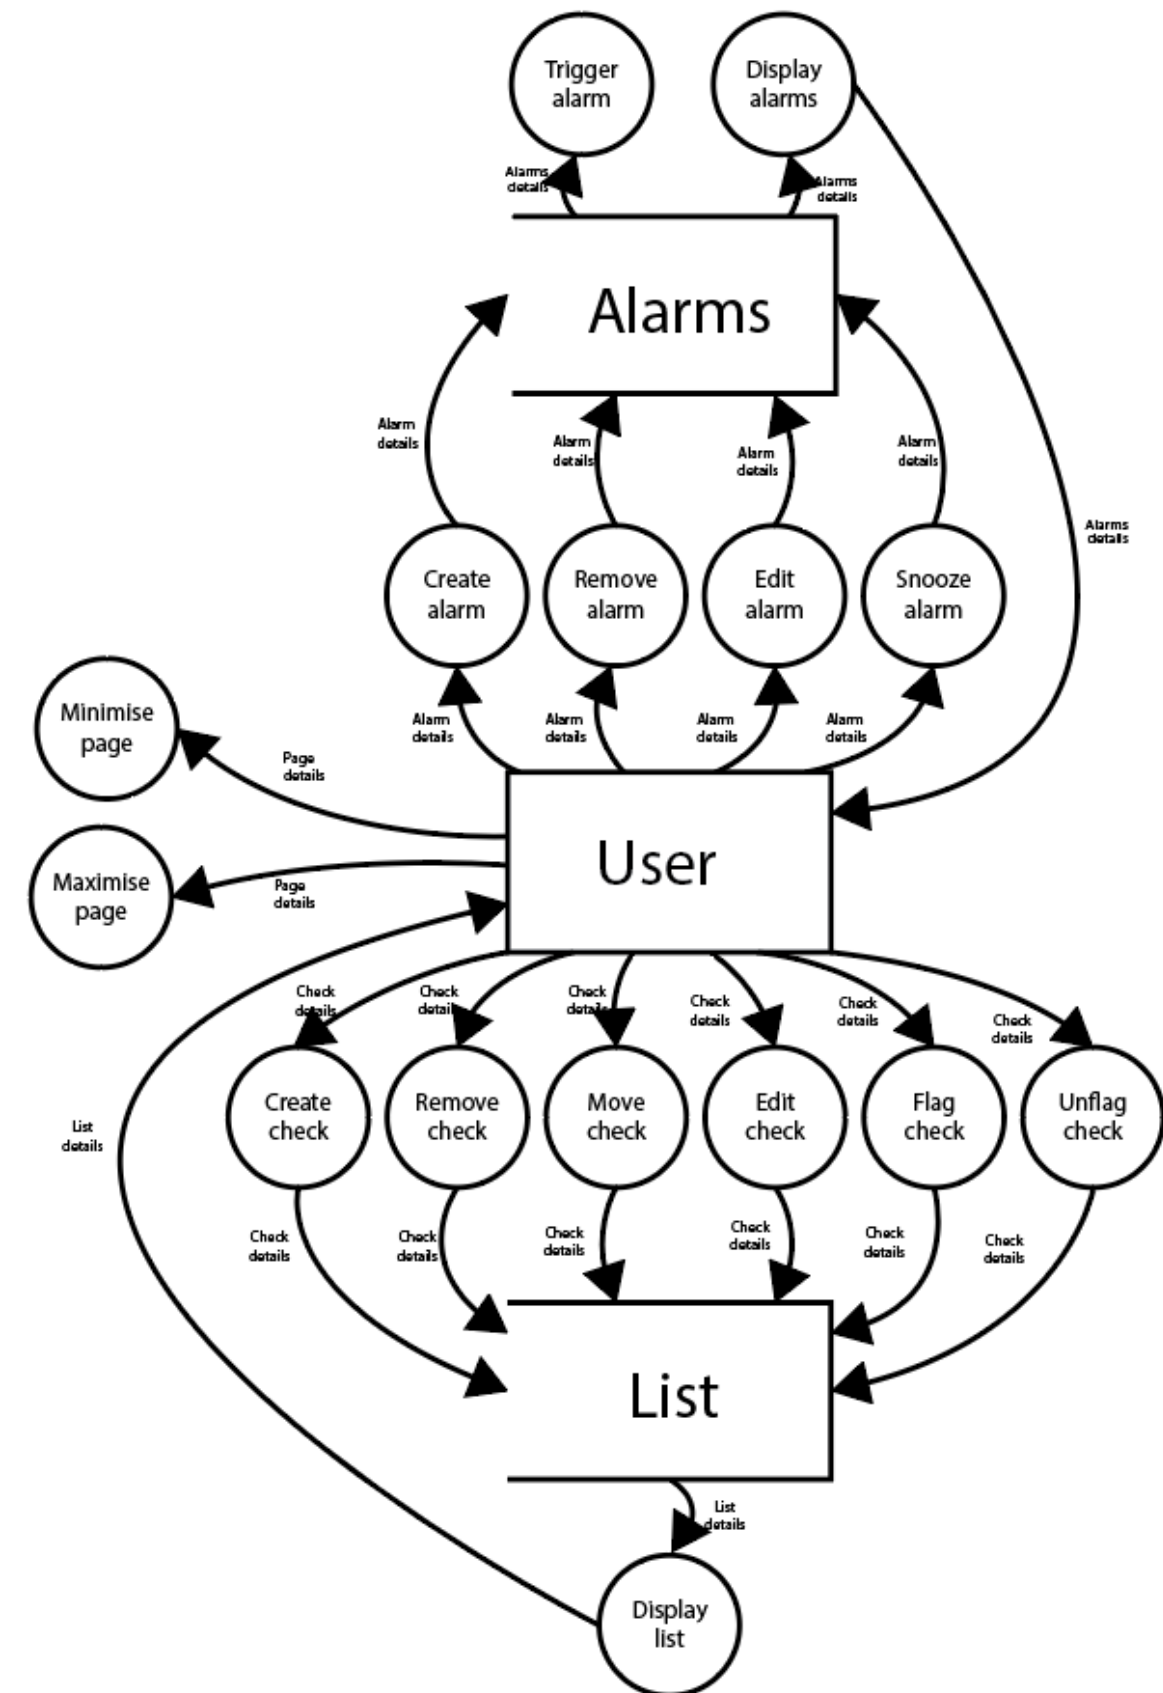 Trigger
alarm
Display
alarms
Alarms
details
Alarms
details
Alarms
Alarm
details
Alarm
details
Alarm
details
Alarm
details
Alarms
details
Create
alarm
Remove
alarm
Edit
alarm
Snooze
alarm
Minimise
page
Alarm
details
Alarm
details
Alarm
details
Alarm
details
Page
details
User
Maximise
page
Page
details
Check
details
Check
details
Check
details
Check
details
Check
details
Check
details
List
details
Create
check
Remove
check
Move
check
Edit
check
Flag
check
Unflag
check
Check
details
Check
details
Check
details
Check
details
Check
details
Check
details
List
List
details
Display
list